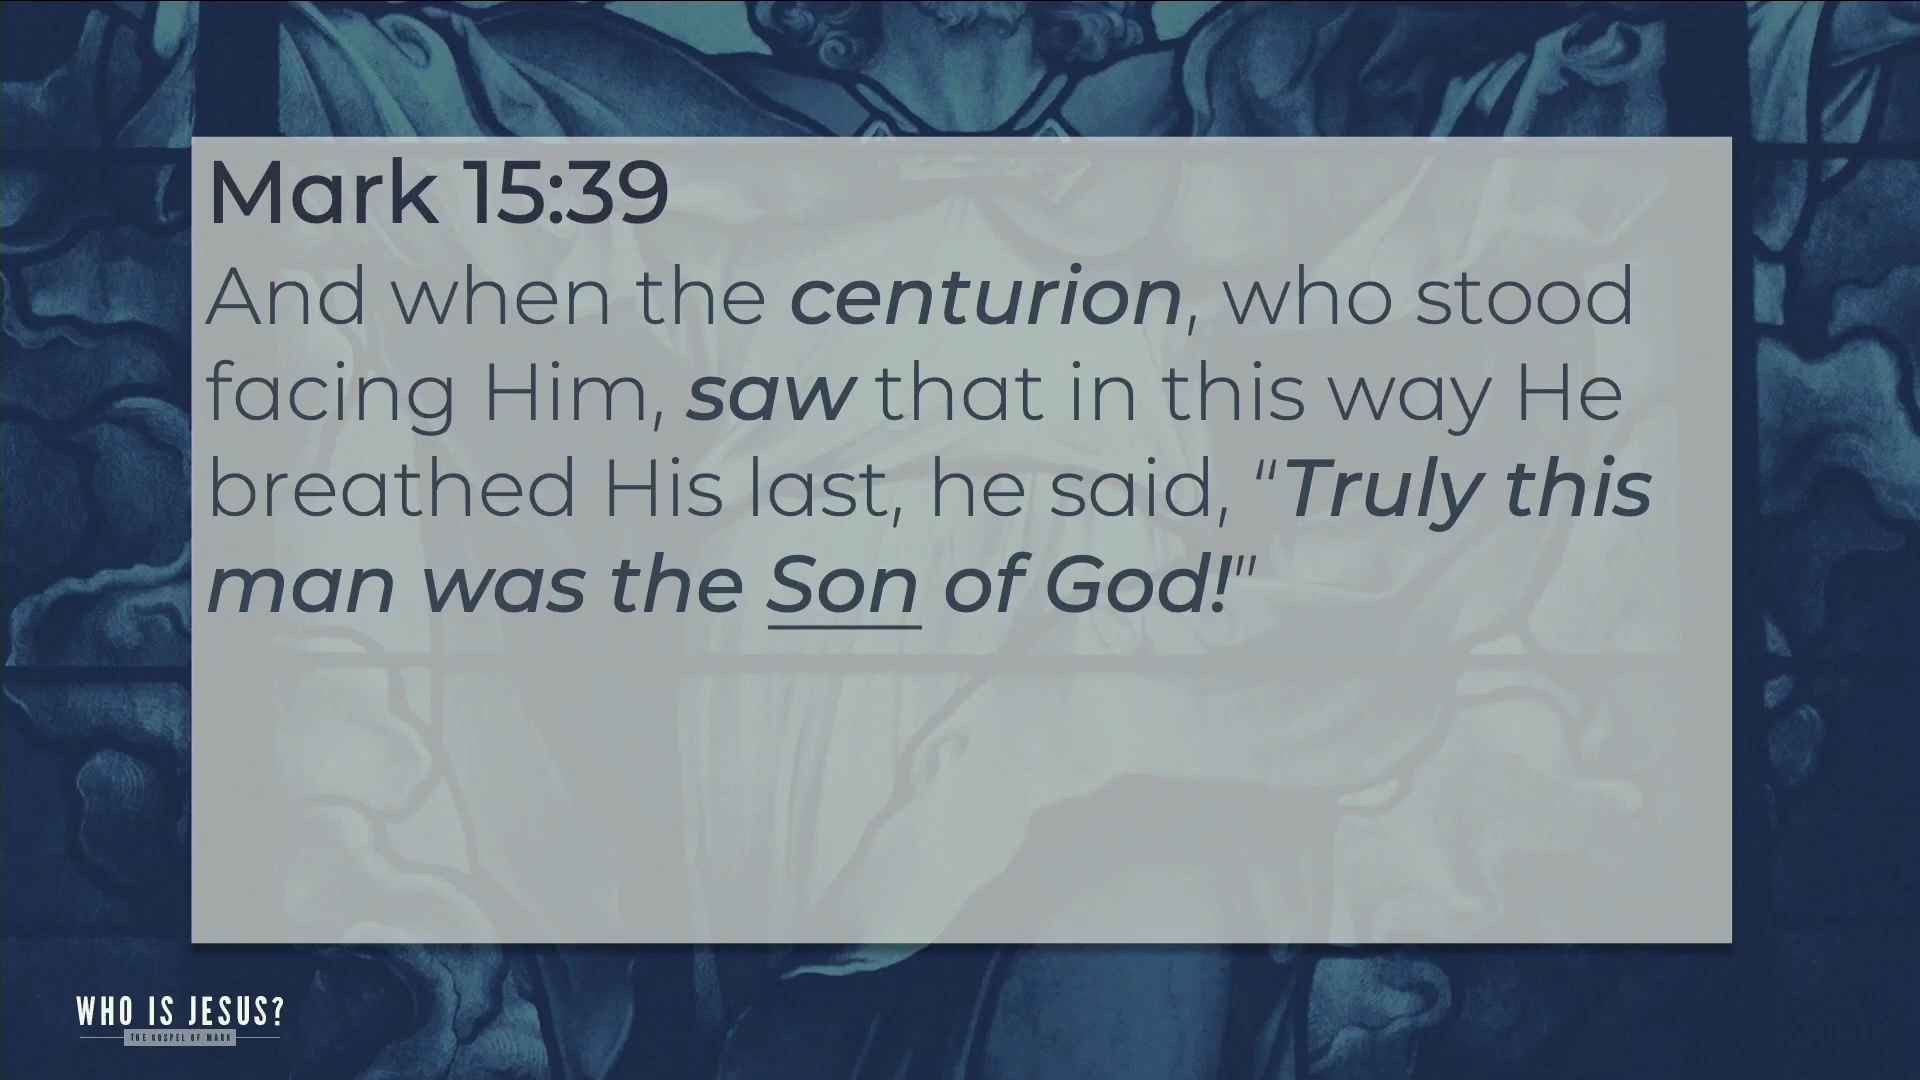 Mark 15:39
And when the centurion, who stood
facing Him, saw that in this way He
breathed His last, he said, "Truly this
man was the Son of God!"
WHO IS JESUS?
THE GOSPEL OF MARK